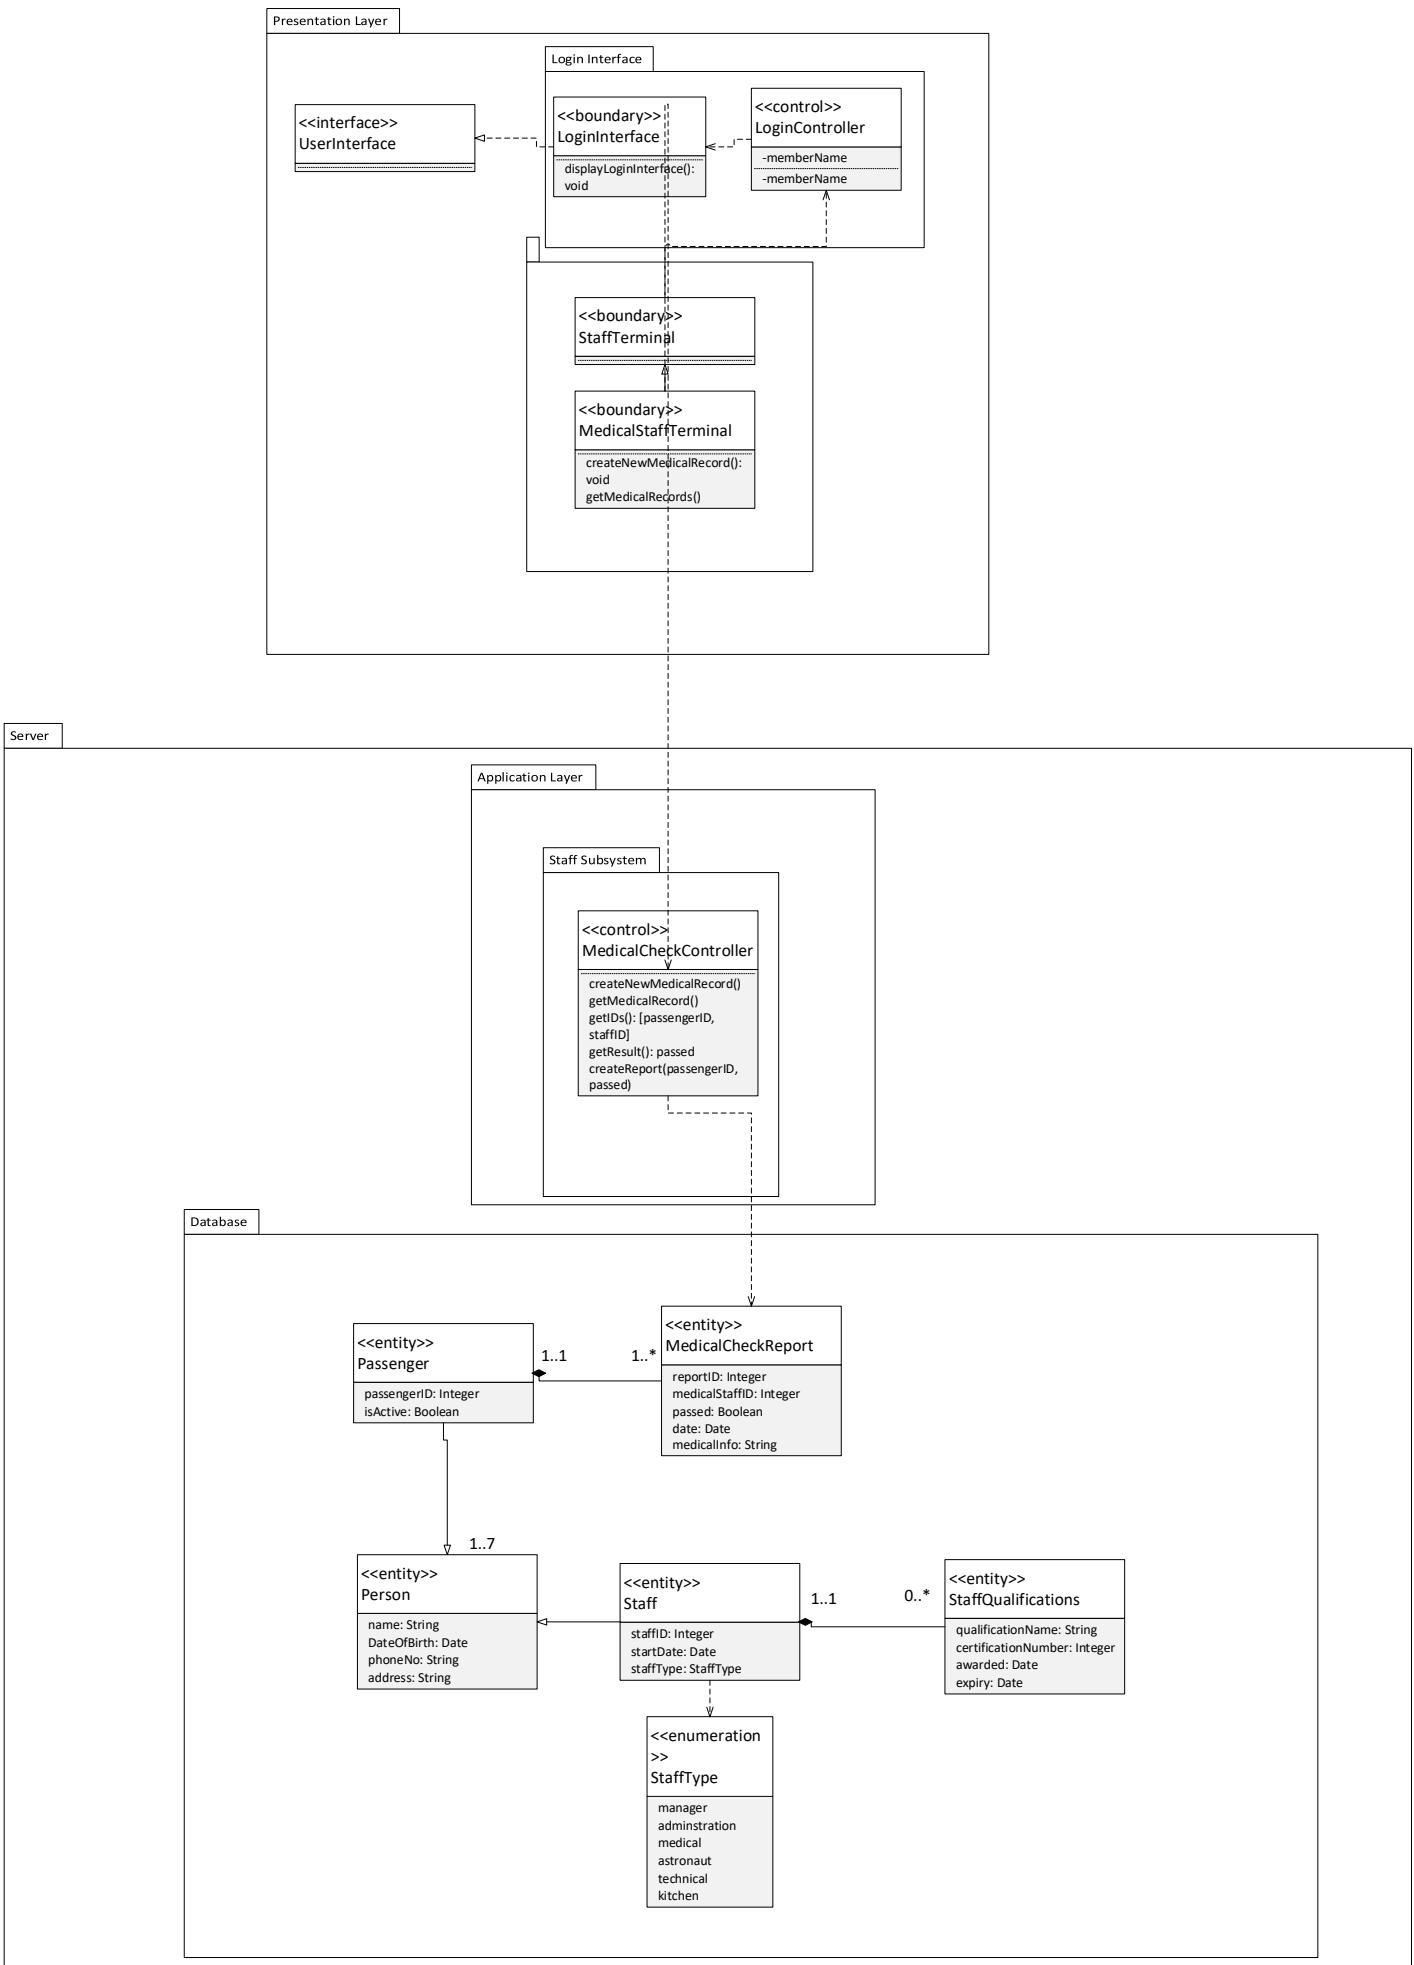 Presentation Layer
Login Interface
<<interface>>
UserInterface
<<boundary>>
LoginInterface
displayLoginInterface():
void
<<control>>
LoginController
-memberName
-memberName
<<boundary>>
StaffTerminal
<<boundary>>
MedicalStaffTerminal
createNewMedicalRecord():
void
getMedicalRecords()
Server
Application Layer
Staff Subsystem
<<control>>
MedicalCheckController
createNewMedicalRecord()
getMedicalRecord()
getIDs(): [passengerID,
staffID]
getResult(): passed
createReport(passengerID,
passed)
Database
<<entity>>
Passenger
passengerID: Integer
isActive: Boolean
1..1
1..*
<<entity>>
MedicalCheckReport
reportID: Integer
medicalStaffID: Integer
passed: Boolean
date: Date
medicalInfo: String
1..7
<<entity>>
Person
name: String
DateOfBirth: Date
phoneNo: String
address: String
<<entity>>
Staff
staffID: Integer
startDate: Date
staffType: StaffType
1..1
0..*
<<entity>>
StaffQualifications
qualificationName: String
certificationNumber: Integer
awarded: Date
expiry: Date
<<enumeration
>>
StaffType
manager
adminstration
medical
astronaut
technical
kitchen